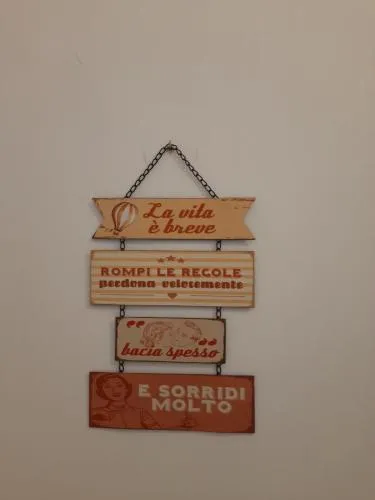 La vita
è breve
ROMPI LE REGOLE
perdona velocemente
bacia spesso
E SORRIDI
MOLTO